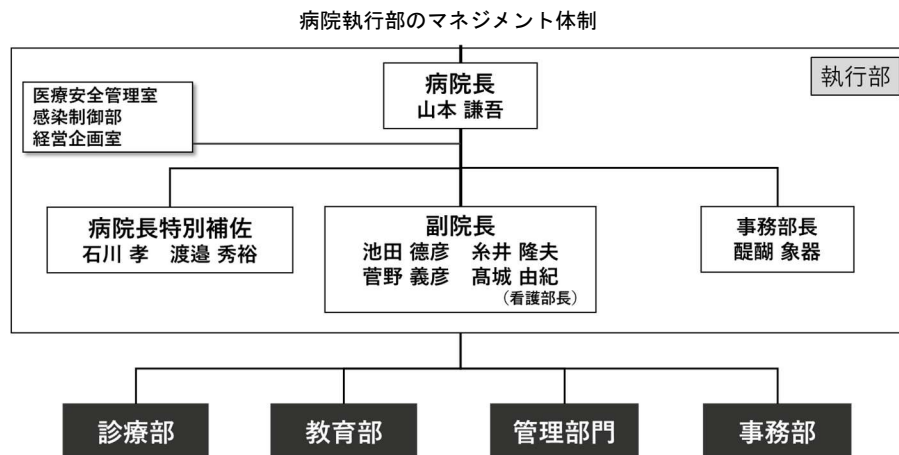 病院執行部のマネジメント体制
執行部
病院長
山本 謙吾
医療安全管理室
感染制御部
経営企画室
病院長特別補佐
石川 孝　渡邉 秀裕
副院長
池田 德彦　糸井 隆夫
菅野 義彦　髙城 由紀
（看護部長）
事務部長
醍醐 象器
診療部
教育部
管理部門
事務部